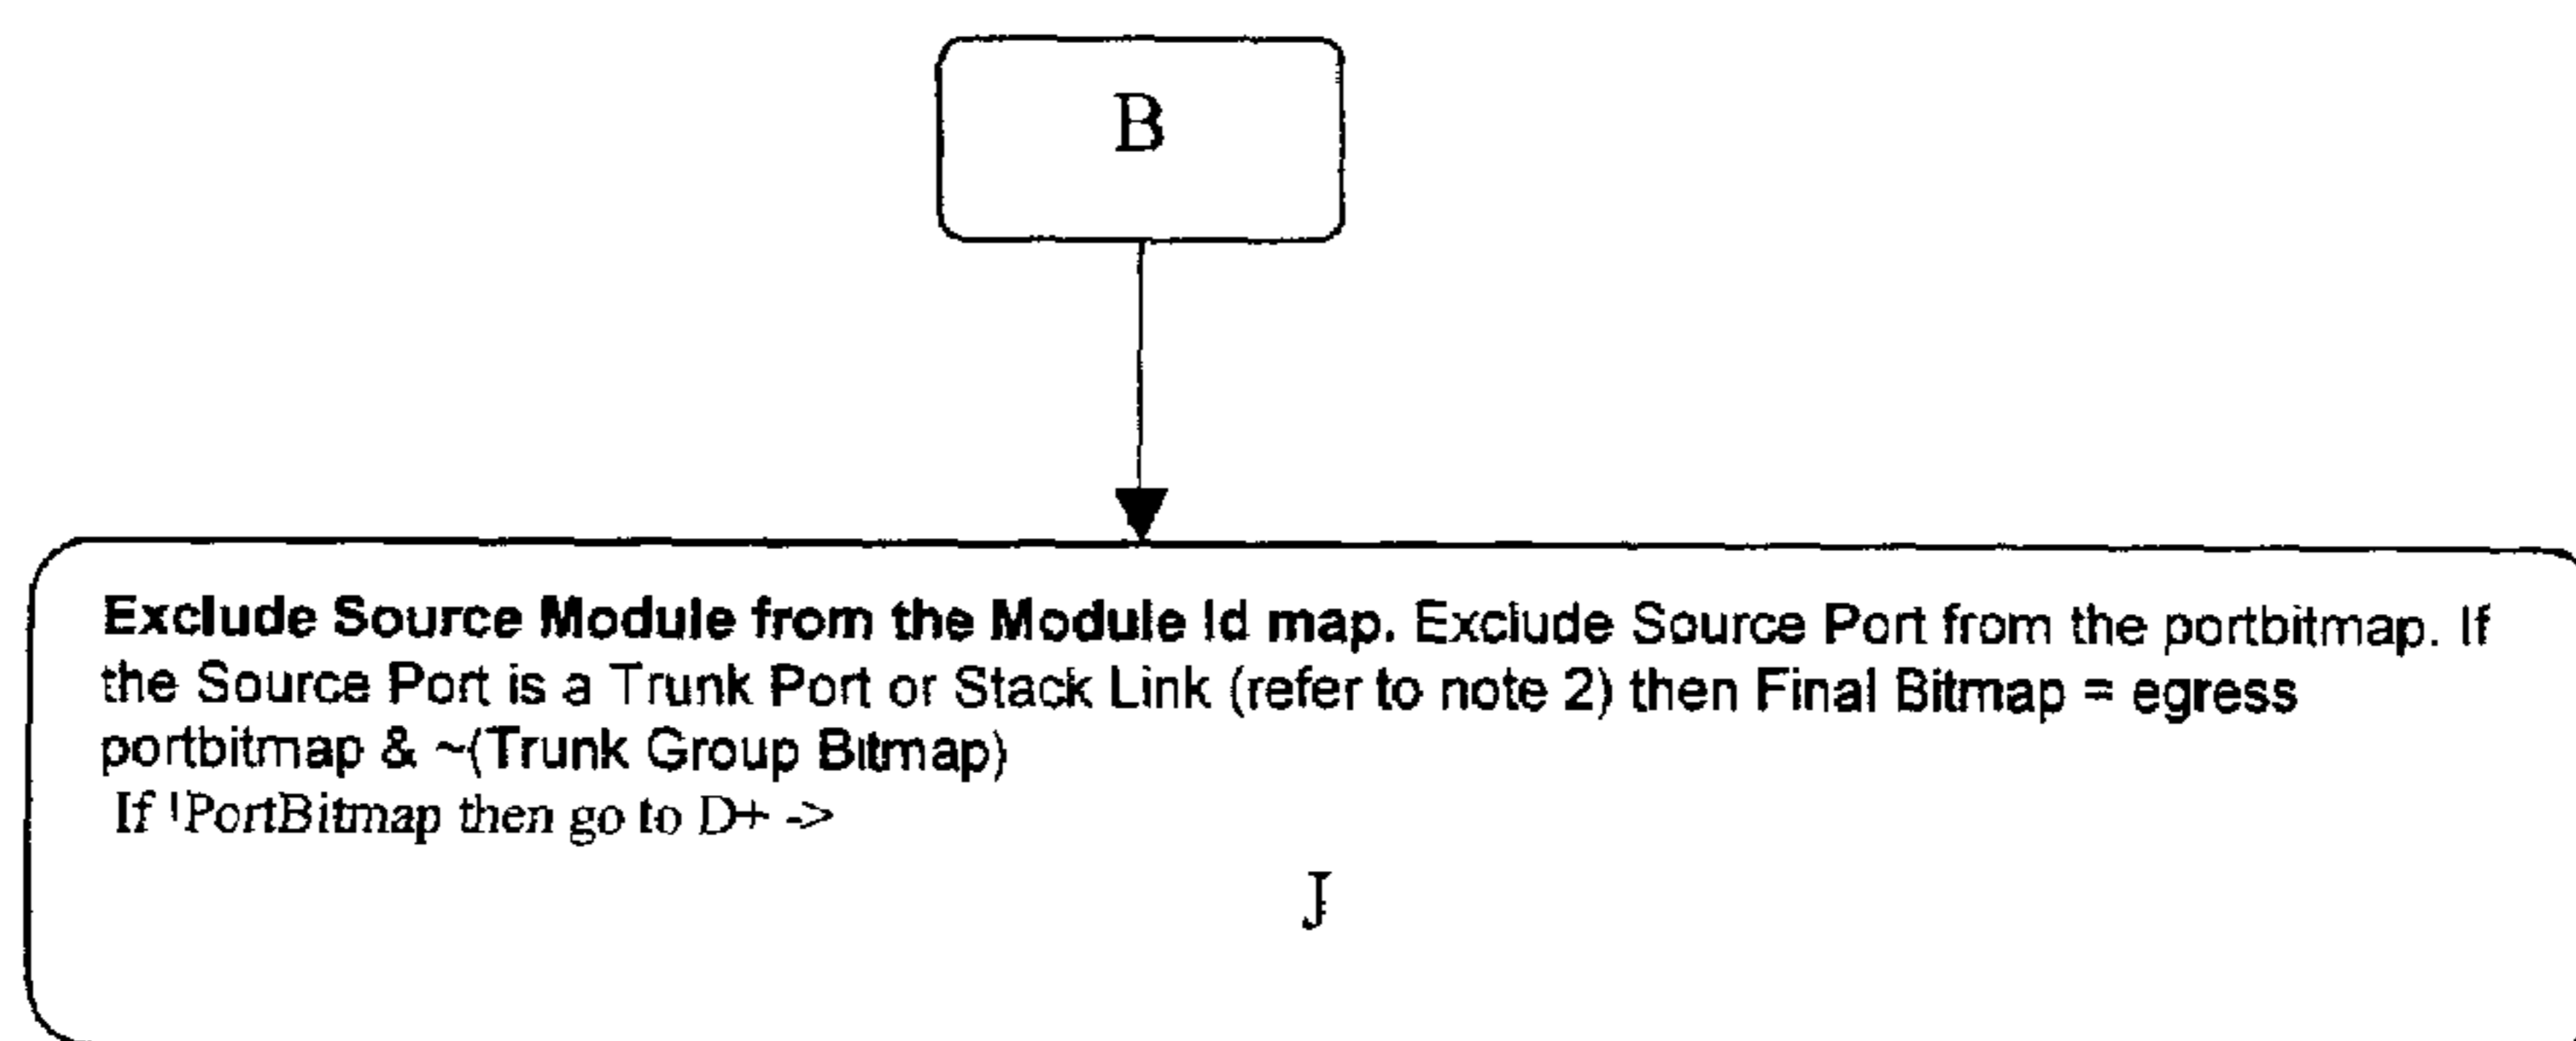 B
Exclude Source Module from the Module Id map. Exclude Source Port from the portbitmap. If
the Source Port is a Trunk Port or Stack Link (refer to note 2) then Final Bitmap = egress
portbitmap & ~(Trunk Group Bitmap)
If !PortBitmap then go to D+ ->
J